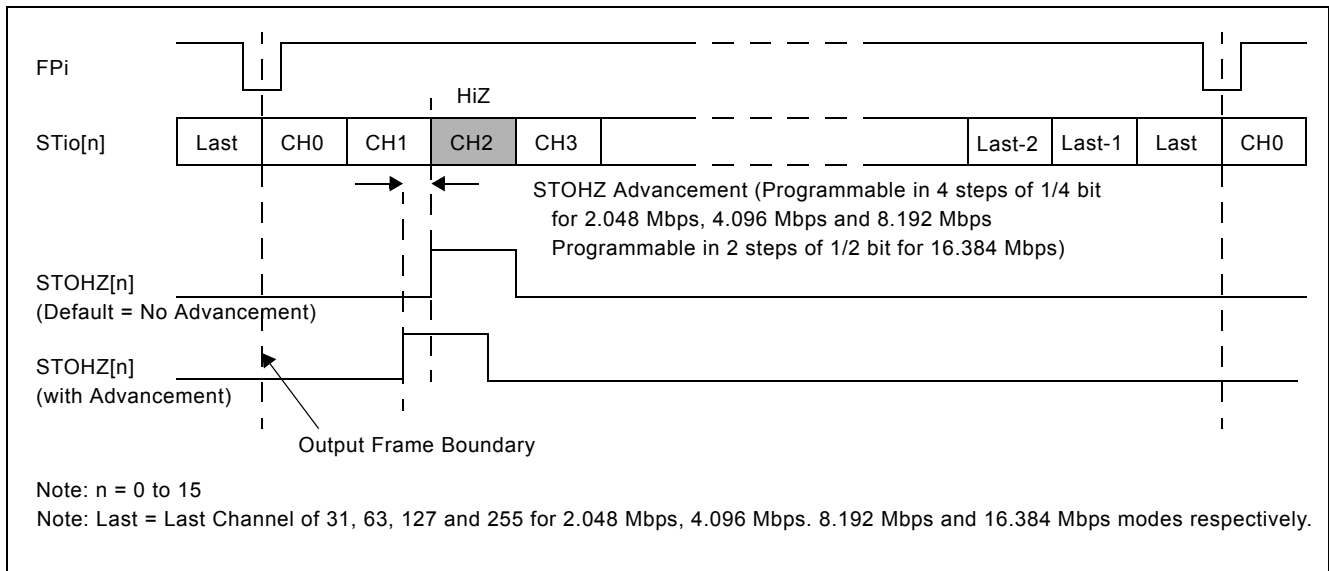 FPi
HiZ
STio[n] Last CH0 CH1 CH2 CH3 Last-2 Last-1 Last CH0
STOHZ Advancement (Programmable in 4 steps of 1/4 bit
for 2.048 Mbps, 4.096 Mbps and 8.192 Mbps
Programmable in 2 steps of 1/2 bit for 16.384 Mbps)
STOHZ[n]
(Default = No Advancement)
STOHZ[n]
(with Advancement)
Output Frame Boundary
Note: n = 0 to 15
Note: Last = Last Channel of 31, 63, 127 and 255 for 2.048 Mbps, 4.096 Mbps. 8.192 Mbps and 16.384 Mbps modes respectively.